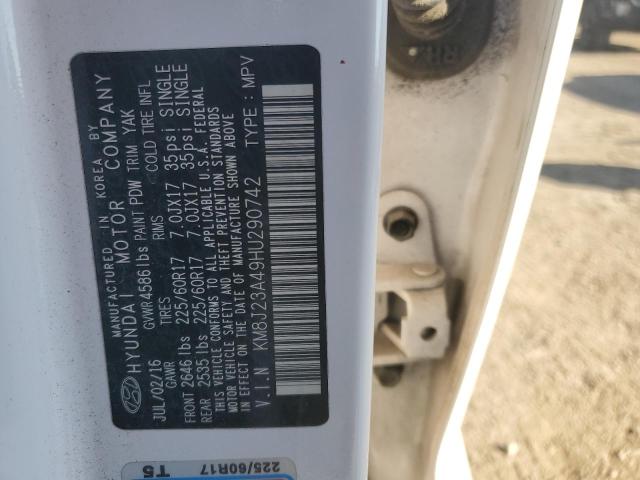 MANUFACTURED IN KOREA BY
HYUNDAI MOTOR COMPANY
JUL/02/16 GVWR 4586 lbs PAINT PDW TRIM YAK
GAWR TIRES RIMS COLD TIRE INFL
FRONT 2646 lbs 225/60R17 7.0JX17 35psi SINGLE
REAR 2535 lbs 225/60R17 7.0JX17 35psi SINGLE
THIS VEHICLE CONFORMS TO ALL APPLICABLE U.S.A. FEDERAL
MOTOR VEHICLE SAFETY AND THEFT PREVENTION STANDARDS
IN EFFECT ON THE DATE OF MANUFACTURE SHOWN ABOVE
V.I.N KM8J23A49HU290742 TYPE : MPV
225/60R17
T5